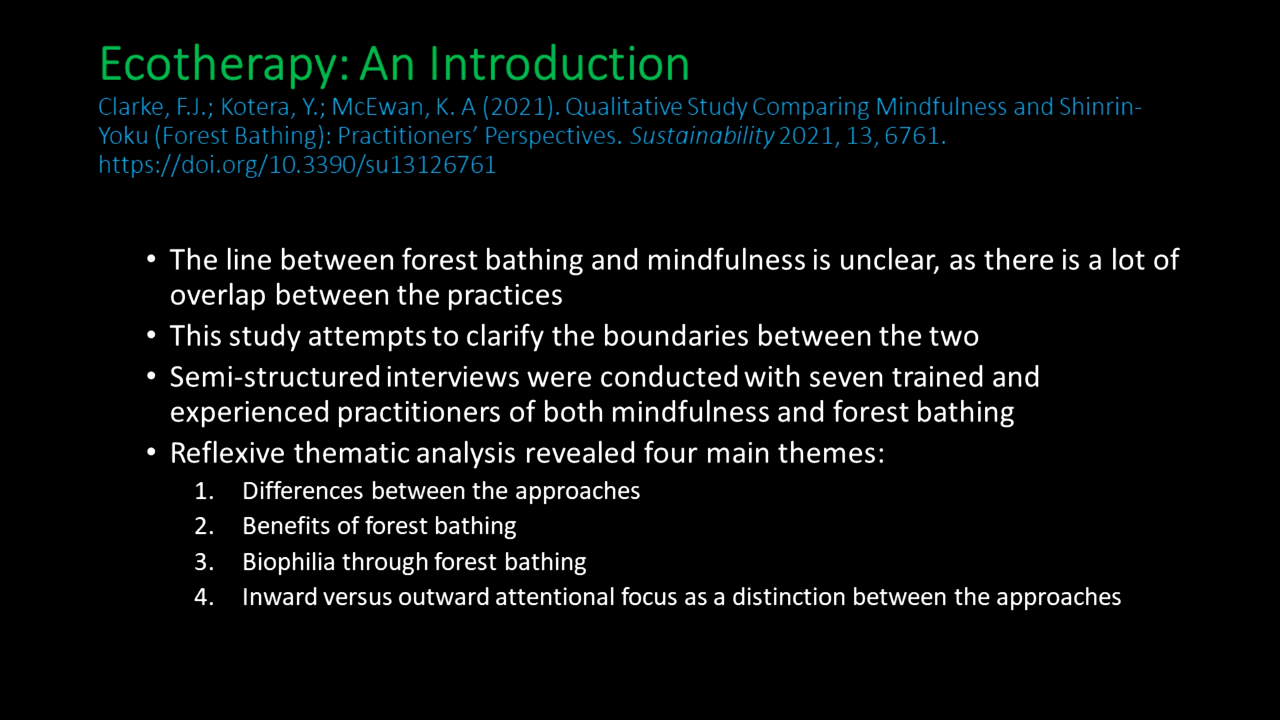 Ecotherapy: An Introduction
Clarke, F.J.; Kotera, Y.; McEwan, K. A (2021). Qualitative Study Comparing Mindfulness and Shinrin-
Yoku (Forest Bathing): Practitioners’ Perspectives. Sustainability 2021, 13, 6761.
https://doi.org/10.3390/su13126761
• The line between forest bathing and mindfulness is unclear, as there is a lot of
overlap between the practices
• This study attempts to clarify the boundaries between the two
• Semi-structured interviews were conducted with seven trained and
experienced practitioners of both mindfulness and forest bathing
• Reflexive thematic analysis revealed four main themes:
1. Differences between the approaches
2. Benefits of forest bathing
3. Biophilia through forest bathing
4. Inward versus outward attentional focus as a distinction between the approaches